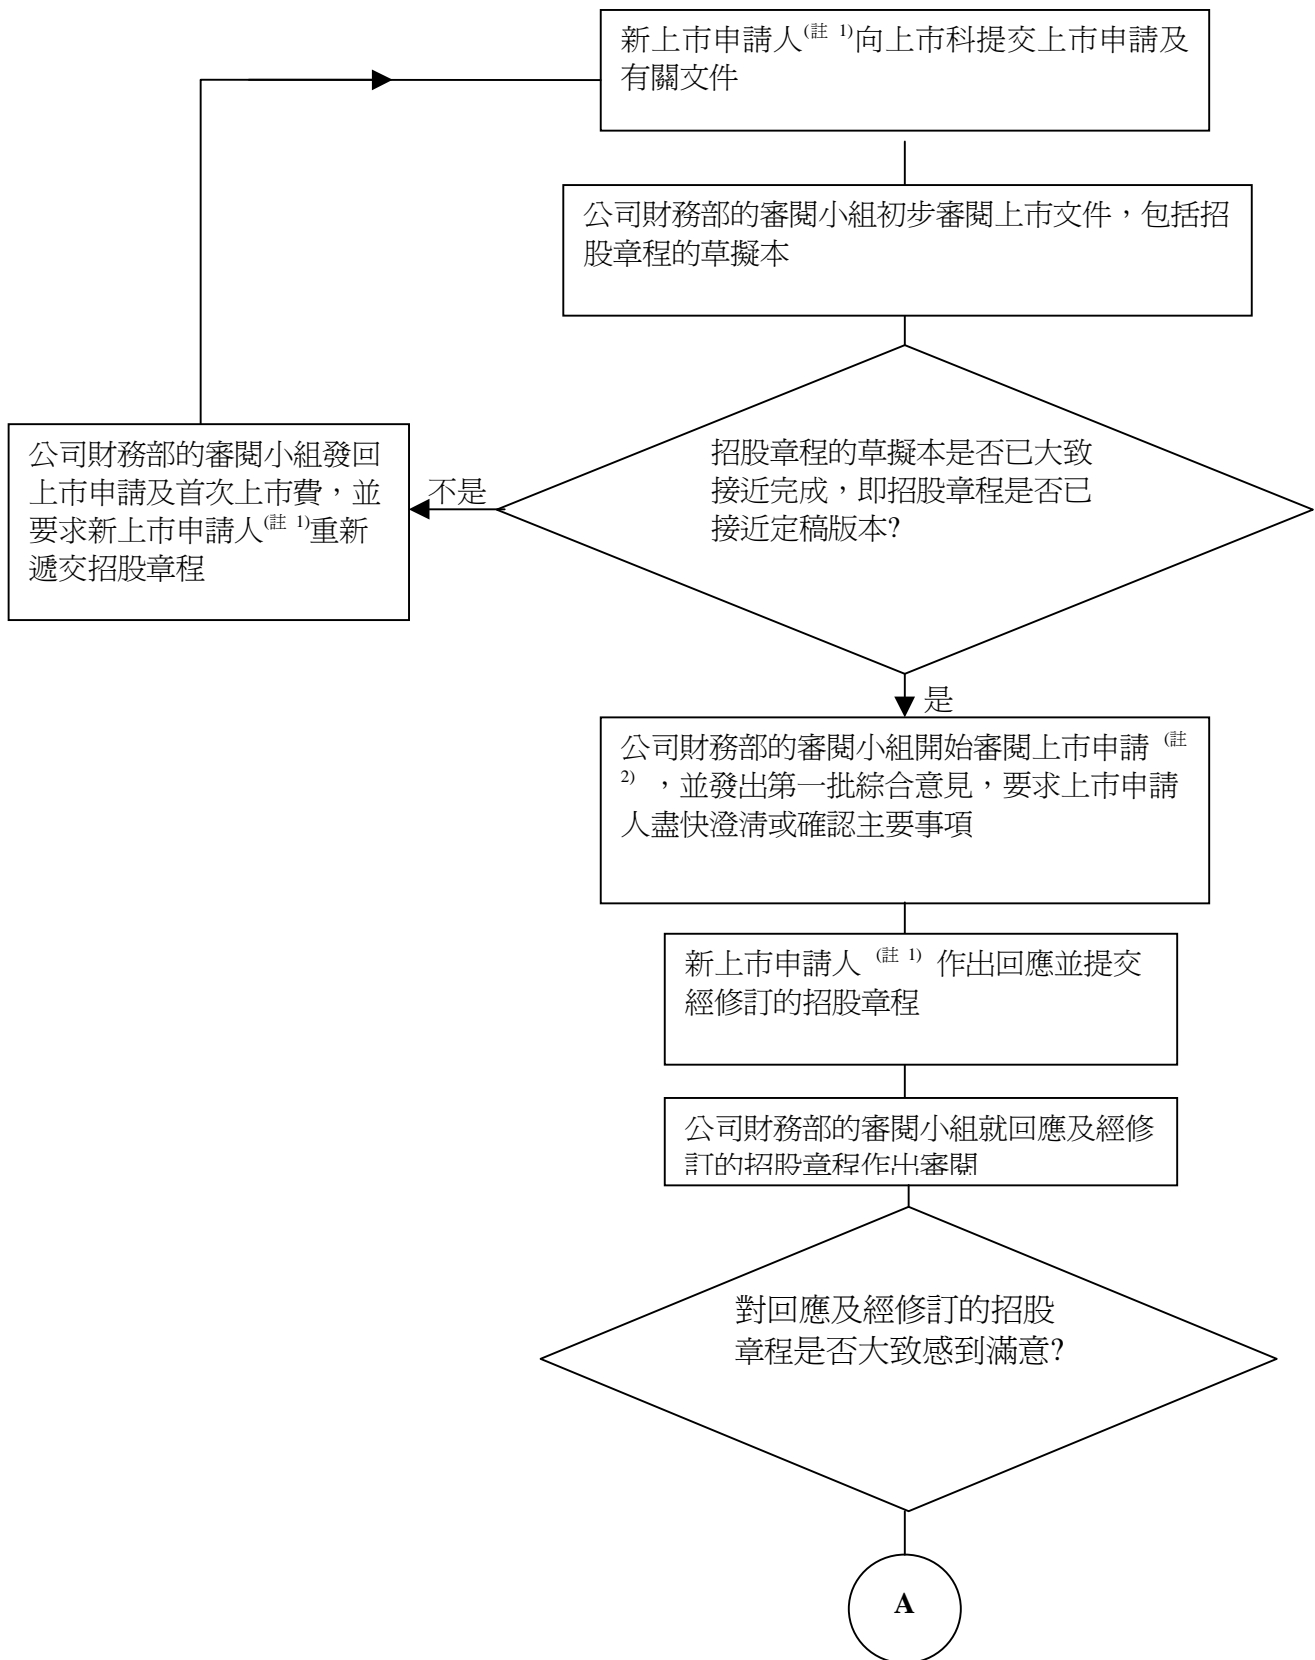 新上市申請人(註 1)向上市科提交上市申請及
有關文件
公司財務部的審閱小組初步審閱上市文件，包括招
股章程的草擬本
招股章程的草擬本是否已大致
接近完成，即招股章程是否已
接近定稿版本?
不是
公司財務部的審閱小組發回
上市申請及首次上市費，並
要求新上市申請人(註 1)重新
遞交招股章程
是
公司財務部的審閱小組開始審閱上市申請 (註
2) ，並發出第一批綜合意見，要求上市申請
人盡快澄清或確認主要事項
新上市申請人 (註 1) 作出回應並提交
經修訂的招股章程
公司財務部的審閱小組就回應及經修
訂的招股章程作出審閱
對回應及經修訂的招股
章程是否大致感到滿意?
A